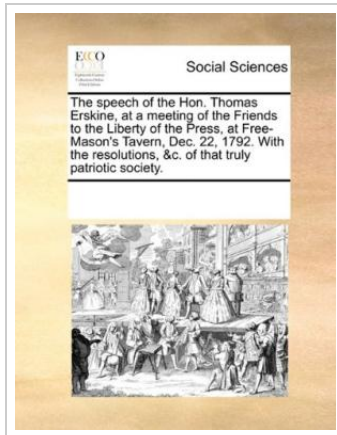 ECCO
Social Sciences
The speech of the Hon. Thomas
Erskine, at a meeting of the Friends
to the Liberty of the Press, at Free-
Mason's Tavern, Dec. 22, 1792. With
the resolutions, &c. of that truly
patriotic society.